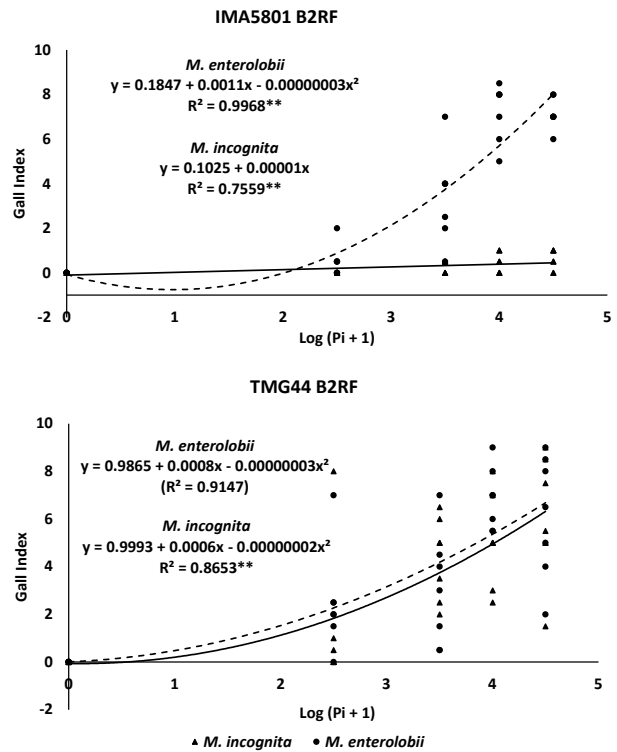 IMA5801 B2RF
10
M. enterolobii
y = 0.1847 + 0.0011x - 0.00000003x²
R² = 0.9968**
8
6
M. incognita
y = 0.1025 + 0.00001x
R² = 0.7559**
Gall Index
4
2
0
-2
0
1
2
3
4
5
Log (Pi + 1)
TMG44 B2RF
10
M. enterolobii
y = 0.9865 + 0.0008x - 0.00000003x²
(R² = 0.9147)
8
6
M. incognita
y = 0.9993 + 0.0006x - 0.00000002x²
R² = 0.8653**
Gall Index
4
2
0
-2
0
1
2
3
4
5
Log (Pi + 1)
▲ M. incognita ● M. enterolobii